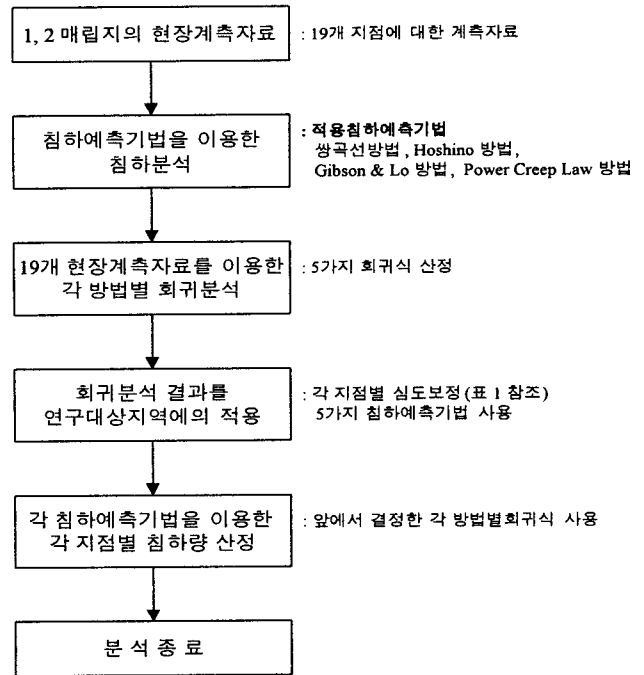 1, 2 매립지의 현장계측자료
: 19개 지점에 대한 계측자료
침하예측기법을 이용한
침하분석
: 적용침하예측기법
쌍곡선방법, Hoshino 방법,
Gibson & Lo 방법, Power Creep Law 방법
19개 현장계측자료를 이용한
각 방법별 회귀분석
: 5가지 회귀식 산정
회귀분석 결과를
연구대상지역에의 적용
: 각 지점별 심도보정(표 1 참조)
5가지 침하예측기법 사용
각 침하예측기법을 이용한
각 지점별 침하량 산정
: 앞에서 결정한 각 방법별회귀식 사용
분 석 종 료